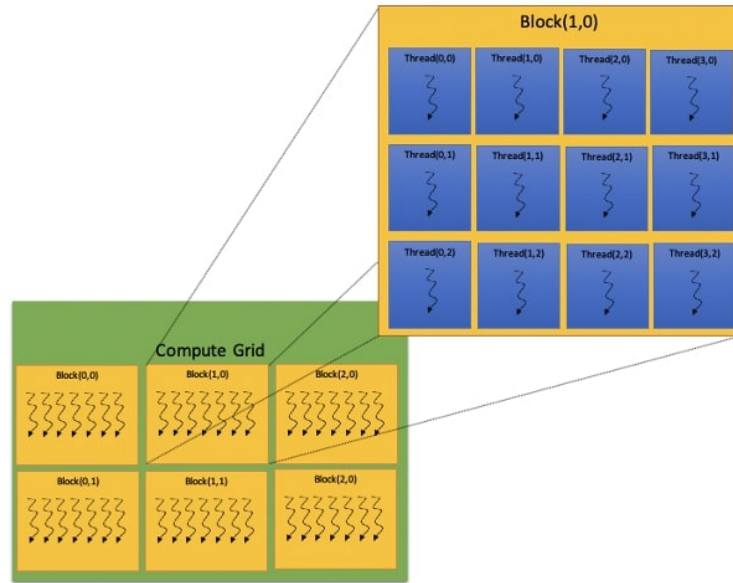 Block(1,0)
Thread(0,0) Thread(1,0) Thread(2,0) Thread(3,0)
Thread(0,1) Thread(1,1) Thread(2,1) Thread(3,1)
Thread(0,2) Thread(1,2) Thread(2,2) Thread(3,2)
Compute Grid
Block(0,0) Block(1,0) Block(2,0)
Block(0,1) Block(1,1) Block(2,0)